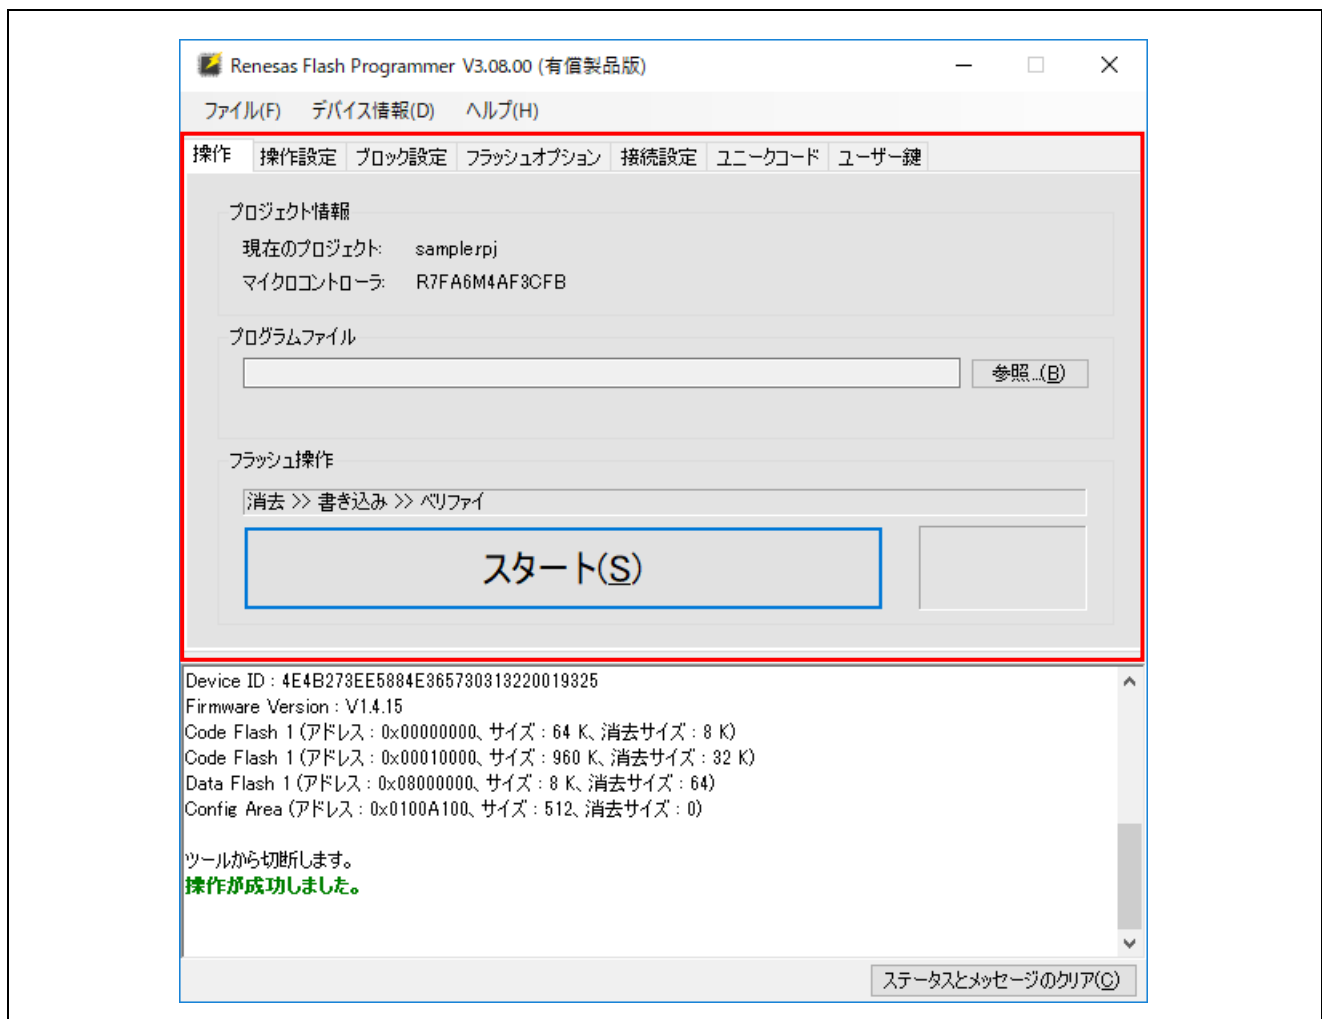 Renesas Flash Programmer V3.08.00 (有償製品版)
ファイル(F) デバイス情報(D) ヘルプ(H)
操作 操作設定 ブロック設定 フラッシュオプション 接続設定 ユニークコード ユーザー鍵
プロジェクト情報
現在のプロジェクト: sample.rpj
マイクロコントローラ: R7FA6M4AF3CFB
プログラムファイル
参照...(B)
フラッシュ操作
消去 >> 書き込み >> ベリファイ
スタート(S)
Device ID : 4E4B273EE5884E365730313220019325
Firmware Version : V1.4.15
Code Flash 1 (アドレス : 0x00000000、サイズ : 64 K、消去サイズ : 8 K)
Code Flash 1 (アドレス : 0x00010000、サイズ : 960 K、消去サイズ : 32 K)
Data Flash 1 (アドレス : 0x08000000、サイズ : 8 K、消去サイズ : 64)
Config Area (アドレス : 0x0100A100、サイズ : 512、消去サイズ : 0)
ツールから切断します。
操作が成功しました。
ステータスとメッセージのクリア(C)